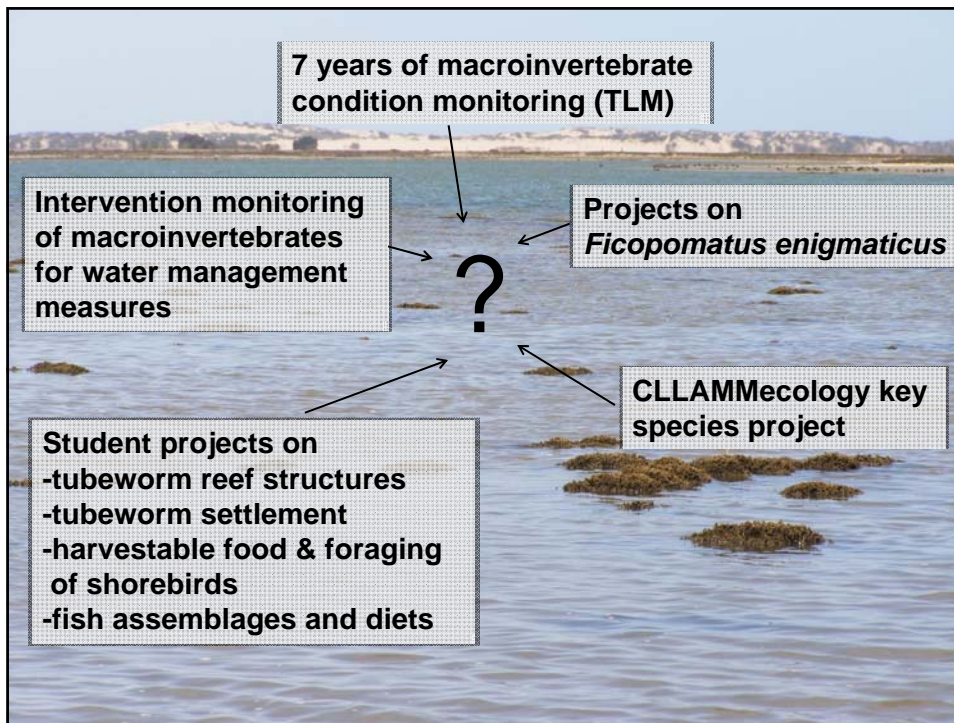 7 years of macroinvertebrate
condition monitoring (TLM)
Intervention monitoring
of macroinvertebrates
for water management
measures
Projects on
Ficopomatus enigmaticus
?
CLLAMMecology key
species project
Student projects on
-tubeworm reef structures
-tubeworm settlement
-harvestable food & foraging
of shorebirds
-fish assemblages and diets